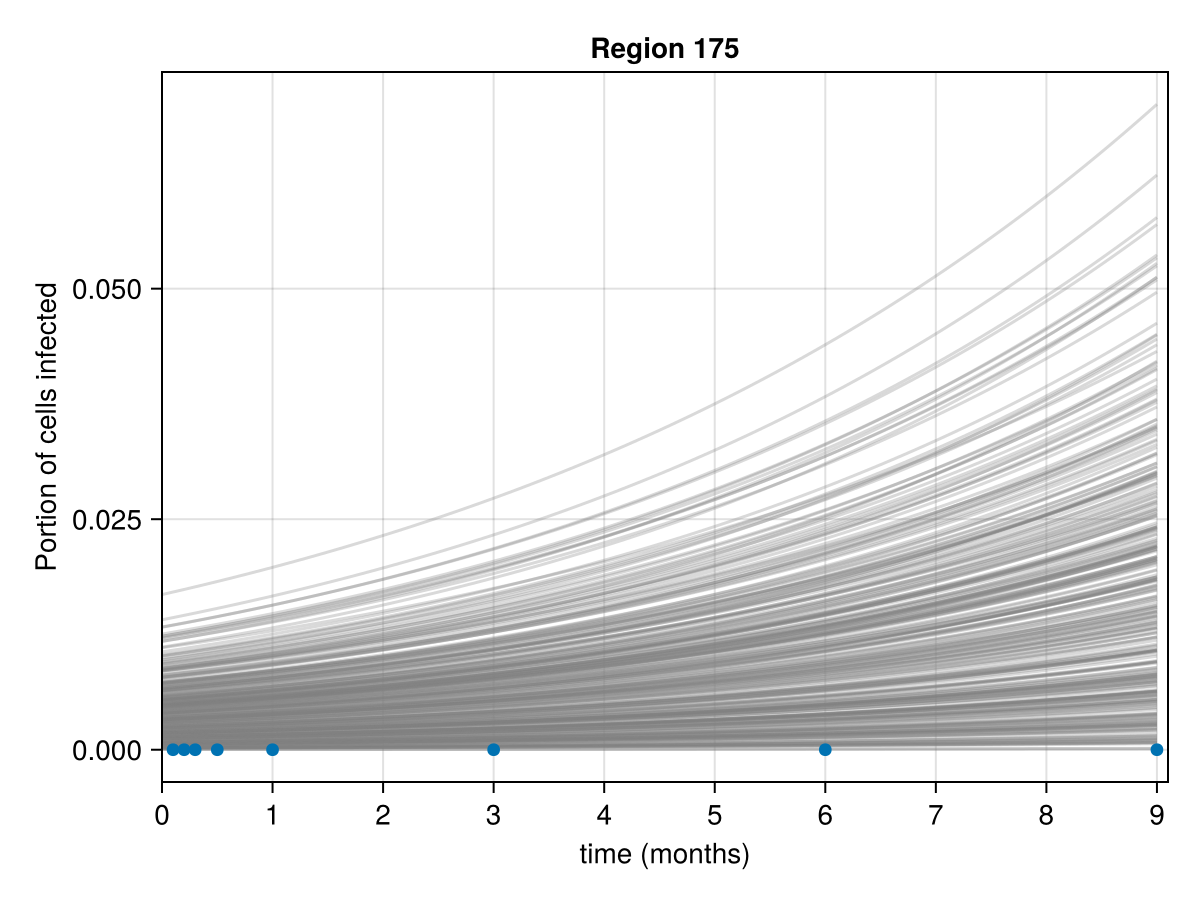 Region 175
Portion of cells infected
0.050
0.025
0.000
0 1 2 3 4 5 6 7 8 9
time (months)